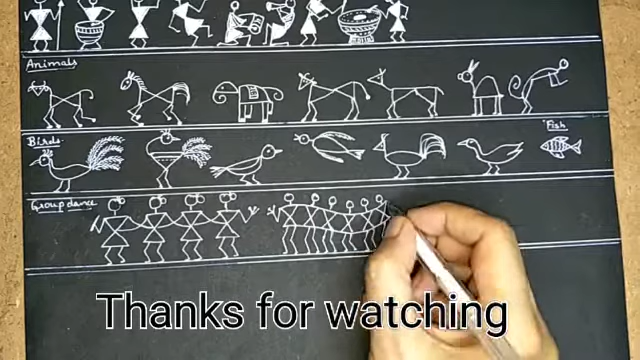 Animals
Birds
Fish
Group dance
Thanks for watching